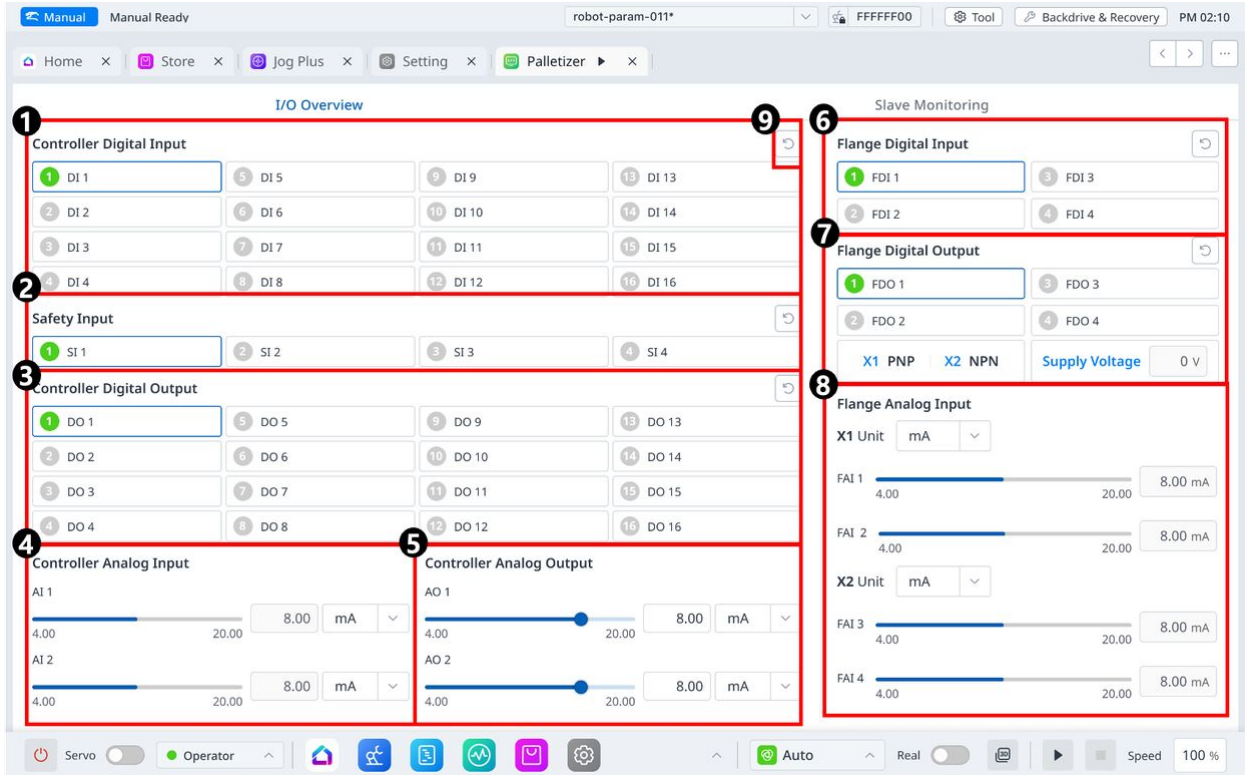 Manual Manual Ready robot-param-011* FFFFFF00 Tool Backdrive & Recovery PM 02:10
Home × Store × Jog Plus × Setting × Palletizer × < > ...
I/O Overview Slave Monitoring
1 9
Controller Digital Input
1 DI 1 5 DI 5 9 DI 9 13 DI 13
2 DI 2 6 DI 6 10 DI 10 14 DI 14
3 DI 3 7 DI 7 11 DI 11 15 DI 15
4 DI 4 8 DI 8 12 DI 12 16 DI 16
2
Safety Input
1 SI 1 2 SI 2 3 SI 3 4 SI 4
3
Controller Digital Output
1 DO 1 5 DO 5 9 DO 9 13 DO 13
2 DO 2 6 DO 6 10 DO 10 14 DO 14
3 DO 3 7 DO 7 11 DO 11 15 DO 15
4 DO 4 8 DO 8 12 DO 12 16 DO 16
4
Controller Analog Input
AI 1
8.00 mA
4.00 20.00
AI 2
8.00 mA
4.00 20.00
5
Controller Analog Output
AO 1
8.00 mA
4.00 20.00
AO 2
8.00 mA
4.00 20.00
6
Flange Digital Input
1 FDI 1 3 FDI 3
2 FDI 2 4 FDI 4
7
Flange Digital Output
1 FDO 1 3 FDO 3
2 FDO 2 4 FDO 4
X1 PNP X2 NPN Supply Voltage 0 V
8
Flange Analog Input
X1 Unit mA
FAI 1 8.00 mA
4.00 20.00
FAI 2 8.00 mA
4.00 20.00
X2 Unit mA
FAI 3 8.00 mA
4.00 20.00
FAI 4 8.00 mA
4.00 20.00
Servo Operator Auto Real 3D Speed 100 %